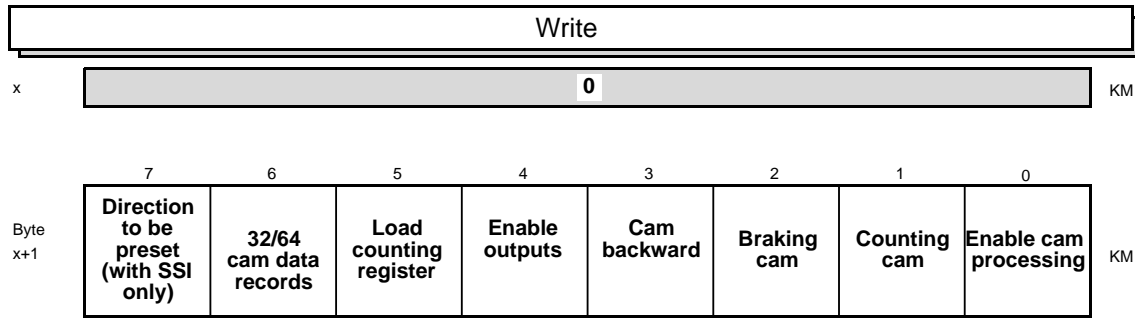 Write
x 0 KM
7 6 5 4 3 2 1 0
Byte
x+1
Direction
to be
preset
(with SSI
only)
32/64
cam data
records
Load
counting
register
Enable
outputs
Cam
backward
Braking
cam
Counting
cam
Enable cam
processing
KM